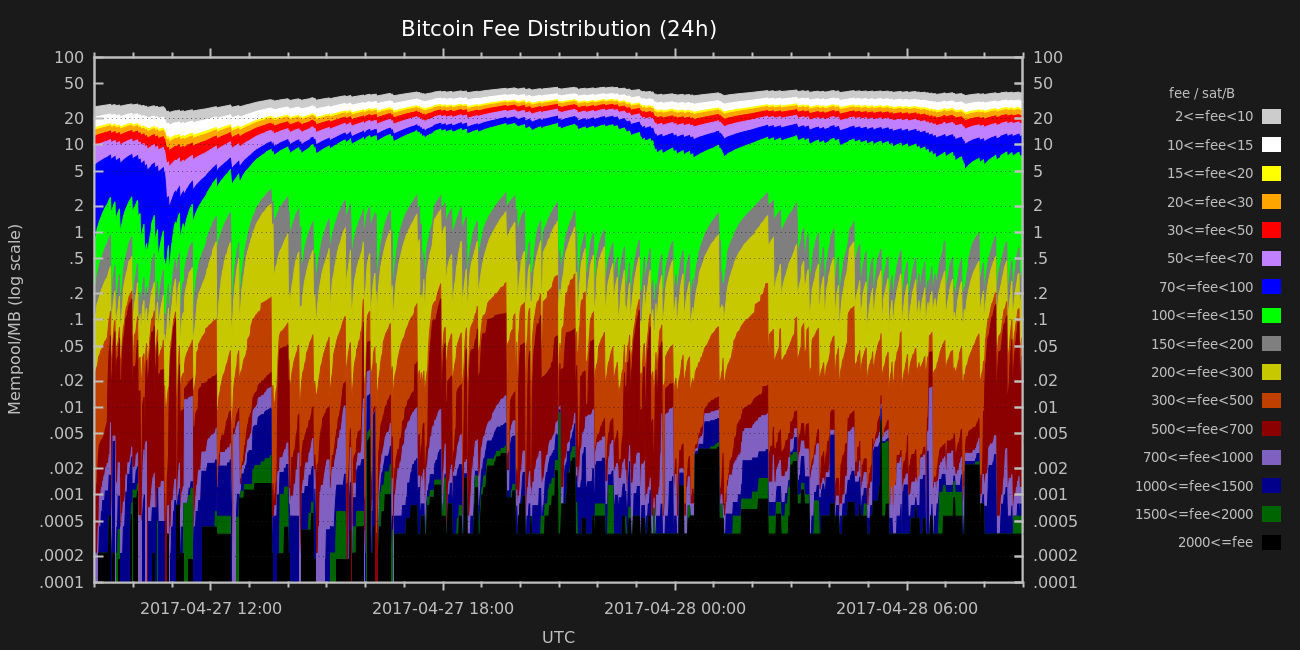 Bitcoin Fee Distribution (24h)
100 100
50 50
20 20
10 10
5 5
2 2
1 1
.5 .5
.2 .2
.1 .1
.05 .05
.02 .02
.01 .01
.005 .005
.002 .002
.001 .001
.0005 .0005
.0002 .0002
.0001 .0001
Mempool/MB (log scale)
2017-04-27 12:00 2017-04-27 18:00 2017-04-28 00:00 2017-04-28 06:00
UTC
fee / sat/B
2<=fee<10
10<=fee<15
15<=fee<20
20<=fee<30
30<=fee<50
50<=fee<70
70<=fee<100
100<=fee<150
150<=fee<200
200<=fee<300
300<=fee<500
500<=fee<700
700<=fee<1000
1000<=fee<1500
1500<=fee<2000
2000<=fee